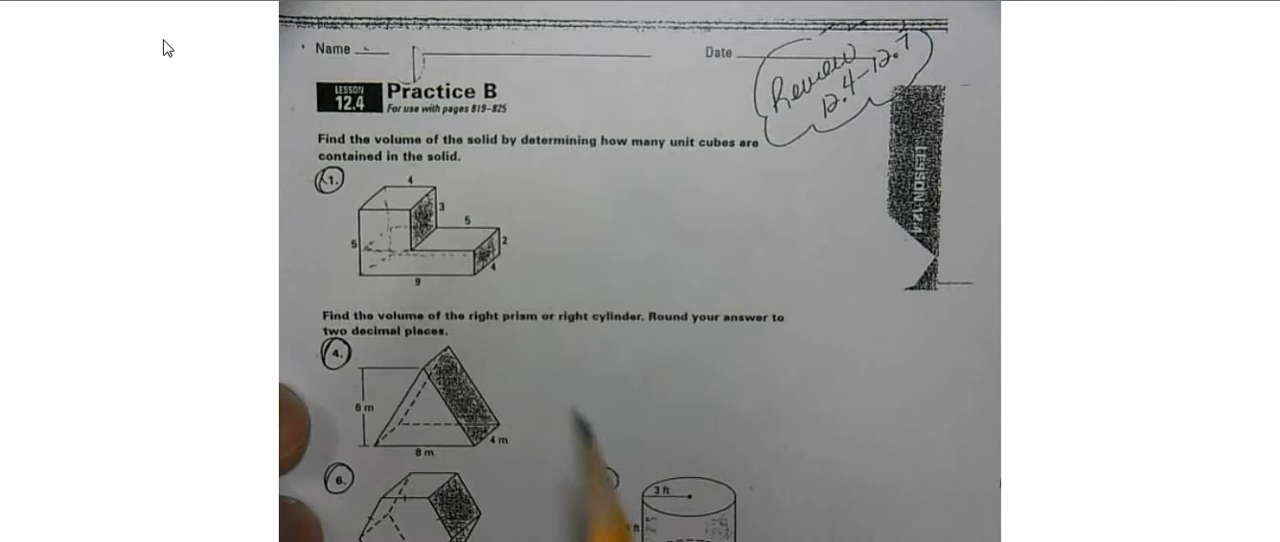 Name
Date
Review
12.4-12.7
LESSON
12.4
Practice B
For use with pages 819–825
LESSON 12.4
Find the volume of the solid by determining how many unit cubes are
contained in the solid.
1.
4
3
5
5
2
4
9
Find the volume of the right prism or right cylinder. Round your answer to
two decimal places.
4.
6 m
4 m
8 m
6.
3 ft
ft